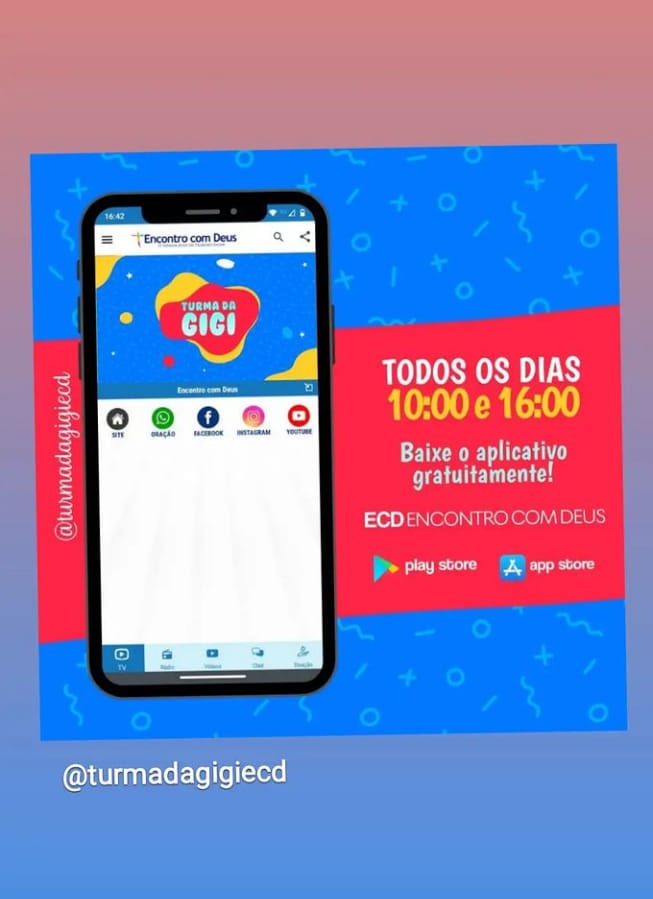 @turmadagigiecd
16:42
Encontro com Deus
TURMA DA
GIGI
Encontro com Deus
SITE
ORAÇÃO
FACEBOOK
INSTAGRAM
YOUTUBE
TV
Rádio
Vídeos
Chat
Doação
TODOS OS DIAS
10:00 e 16:00
Baixe o aplicativo
gratuitamente!
ECD ENCONTRO COM DEUS
play store
app store
@turmadagigiecd